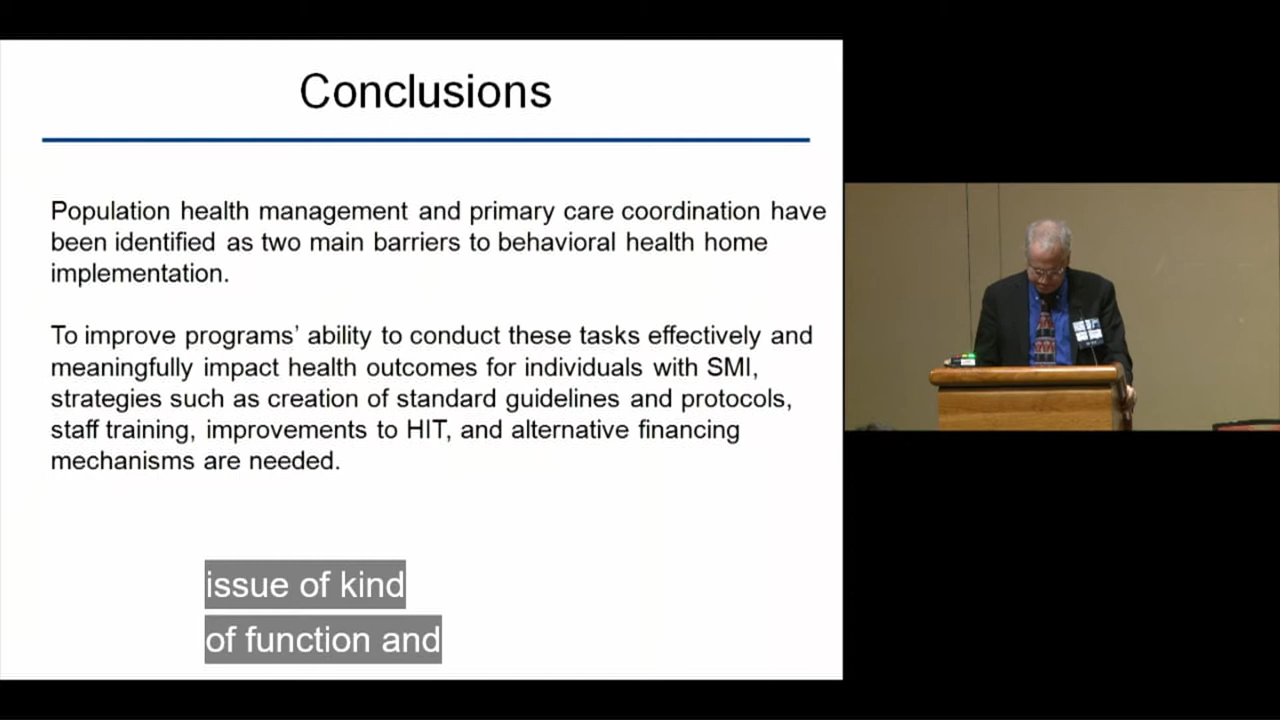 Conclusions
Population health management and primary care coordination have
been identified as two main barriers to behavioral health home
implementation.
To improve programs’ ability to conduct these tasks effectively and
meaningfully impact health outcomes for individuals with SMI,
strategies such as creation of standard guidelines and protocols,
staff training, improvements to HIT, and alternative financing
mechanisms are needed.
issue of kind
of function and